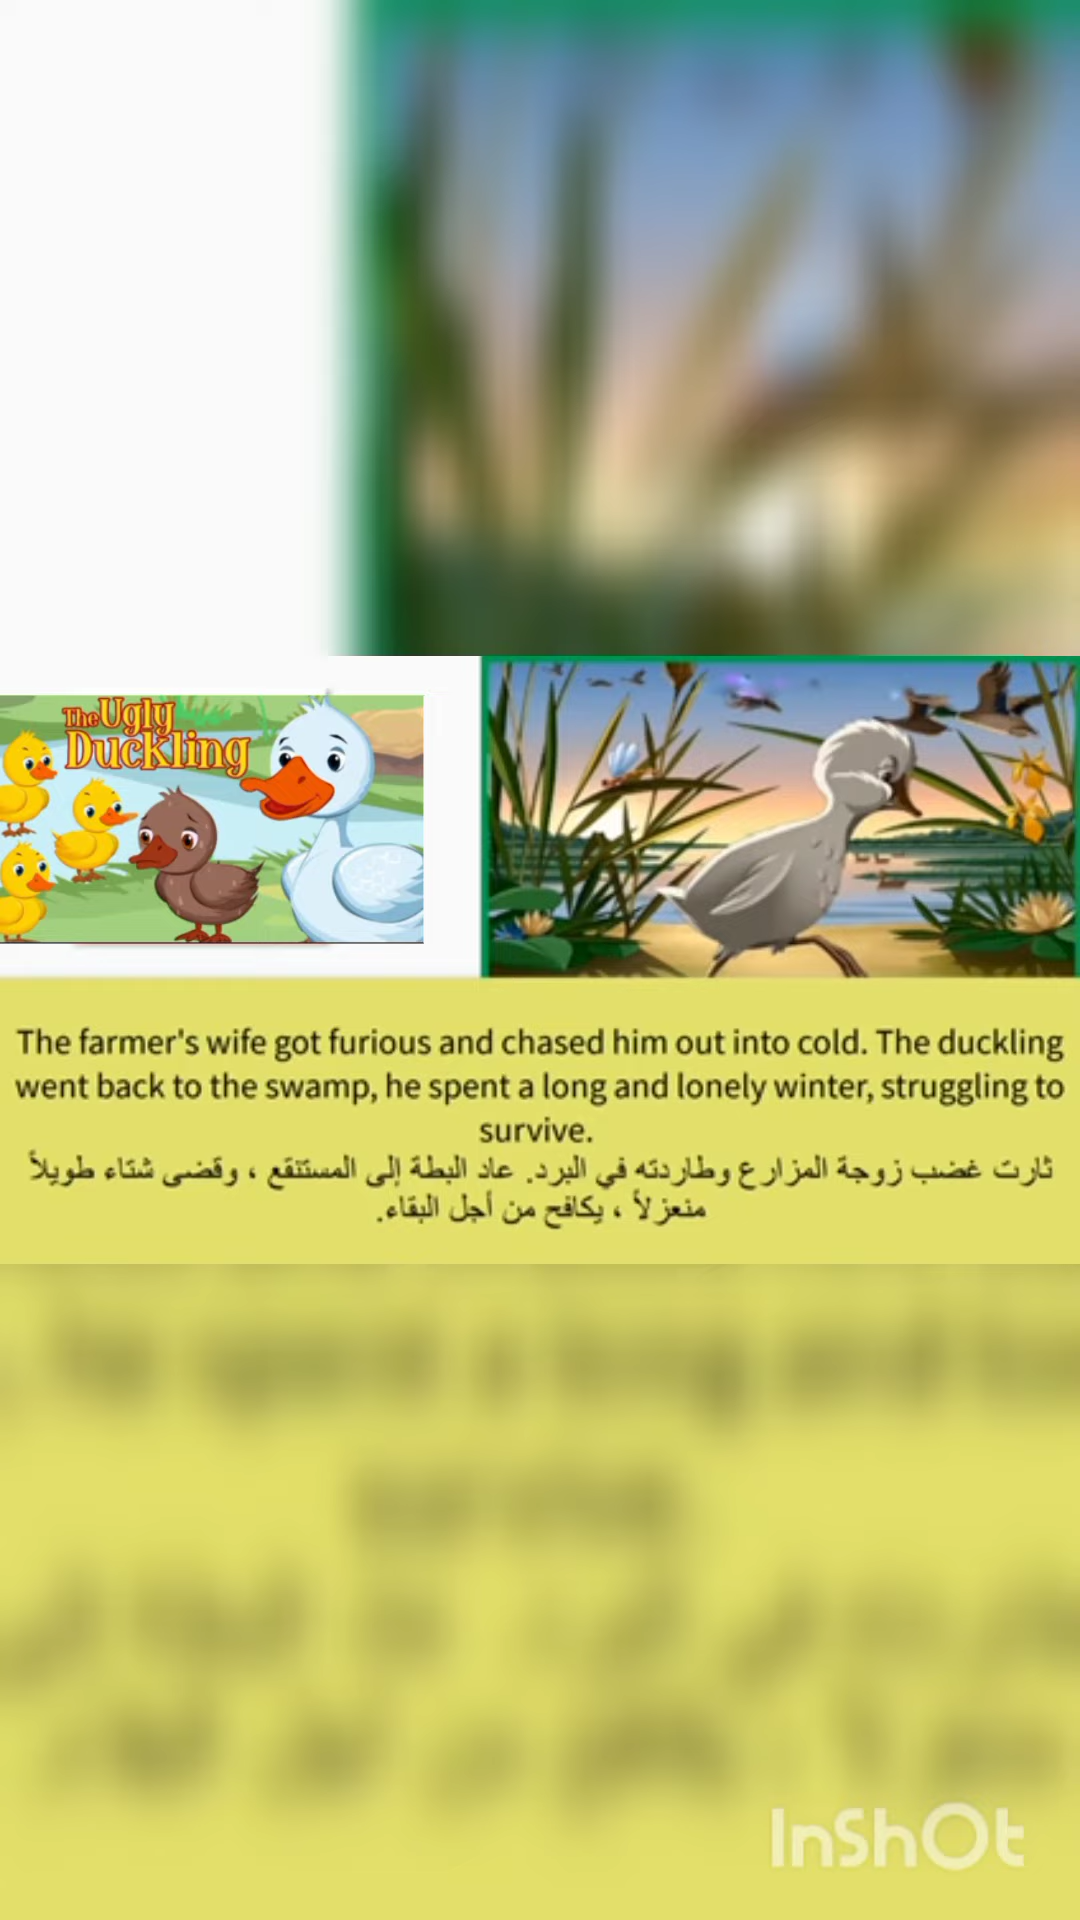 The Ugly
Duckling
The farmer's wife got furious and chased him out into cold. The duckling
went back to the swamp, he spent a long and lonely winter, struggling to
survive.
ثارت غضب زوجة المزارع وطاردته في البرد. عاد البطة إلى المستنقع ، وقضى شتاء طويلاً
منعزلاً ، يكافح من أجل البقاء.
InShOt